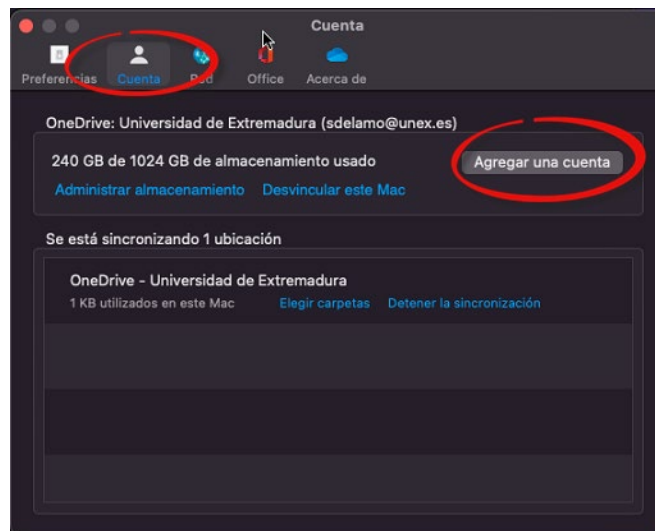 Cuenta
Preferencias Cuenta Red Office Acerca de
OneDrive: Universidad de Extremadura (sdelamo@unex.es)
240 GB de 1024 GB de almacenamiento usado Agregar una cuenta
Administrar almacenamiento Desvincular este Mac
Se está sincronizando 1 ubicación
OneDrive - Universidad de Extremadura
1 KB utilizados en este Mac Elegir carpetas Detener la sincronización